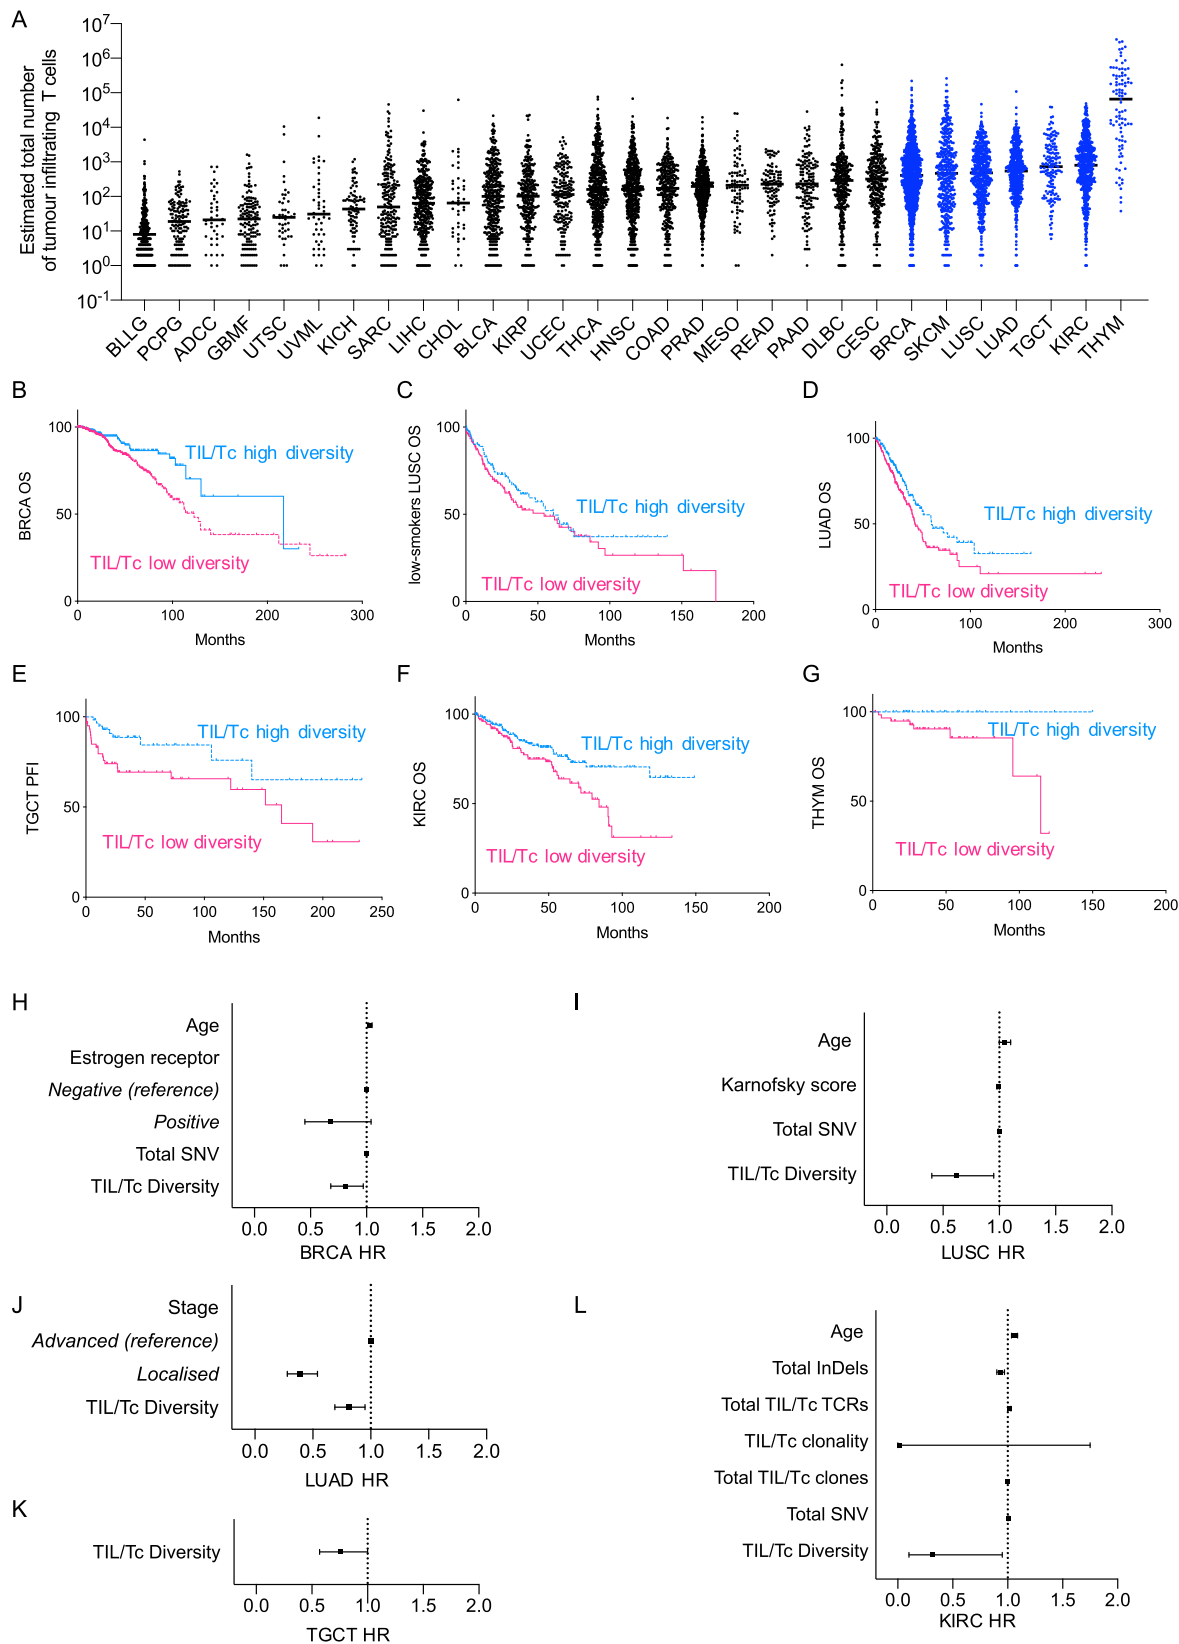 A
Estimated total number
of tumour infiltrating T cells
10^7
10^6
10^5
10^4
10^3
10^2
10^1
10^0
10^-1
BLLG PCPG ADCC GBMF UTSC UVML KICH SARC LIHC CHOL BLCA KIRP UCEC THCA HNSC COAD PRAD MESO READ PAAD DLBC CESC BRCA SKCM LUSC LUAD TGCT KIRC THYM
B
BRCA OS
100
50
0
TIL/Tc high diversity
TIL/Tc low diversity
0 100 200 300
Months
C
low-smokers LUSC OS
100
50
0
TIL/Tc high diversity
TIL/Tc low diversity
0 50 100 150 200
Months
D
LUAD OS
100
50
0
TIL/Tc high diversity
TIL/Tc low diversity
0 100 200 300
Months
E
TGCT PFI
100
50
0
TIL/Tc high diversity
TIL/Tc low diversity
0 50 100 150 200 250
Months
F
KIRC OS
100
50
0
TIL/Tc high diversity
TIL/Tc low diversity
0 50 100 150 200
Months
G
THYM OS
100
50
0
TIL/Tc high diversity
TIL/Tc low diversity
0 50 100 150 200
Months
H
Age
Estrogen receptor
Negative (reference)
Positive
Total SNV
TIL/Tc Diversity
0.0 0.5 1.0 1.5 2.0
BRCA HR
I
Age
Karnofsky score
Total SNV
TIL/Tc Diversity
0.0 0.5 1.0 1.5 2.0
LUSC HR
J
Stage
Advanced (reference)
Localised
TIL/Tc Diversity
0.0 0.5 1.0 1.5 2.0
LUAD HR
K
TIL/Tc Diversity
0.0 0.5 1.0 1.5 2.0
TGCT HR
L
Age
Total InDels
Total TIL/Tc TCRs
TIL/Tc clonality
Total TIL/Tc clones
Total SNV
TIL/Tc Diversity
0.0 0.5 1.0 1.5 2.0
KIRC HR